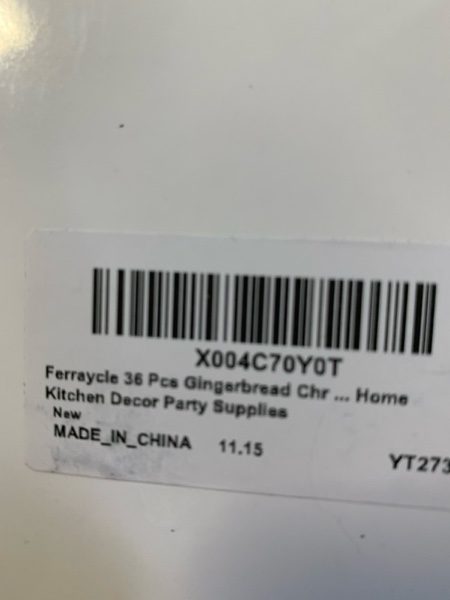 X004C70Y0T
Ferraycle 36 Pcs Gingerbread Chr ... Home
Kitchen Decor Party Supplies
New
MADE_IN_CHINA 11.15
YT273